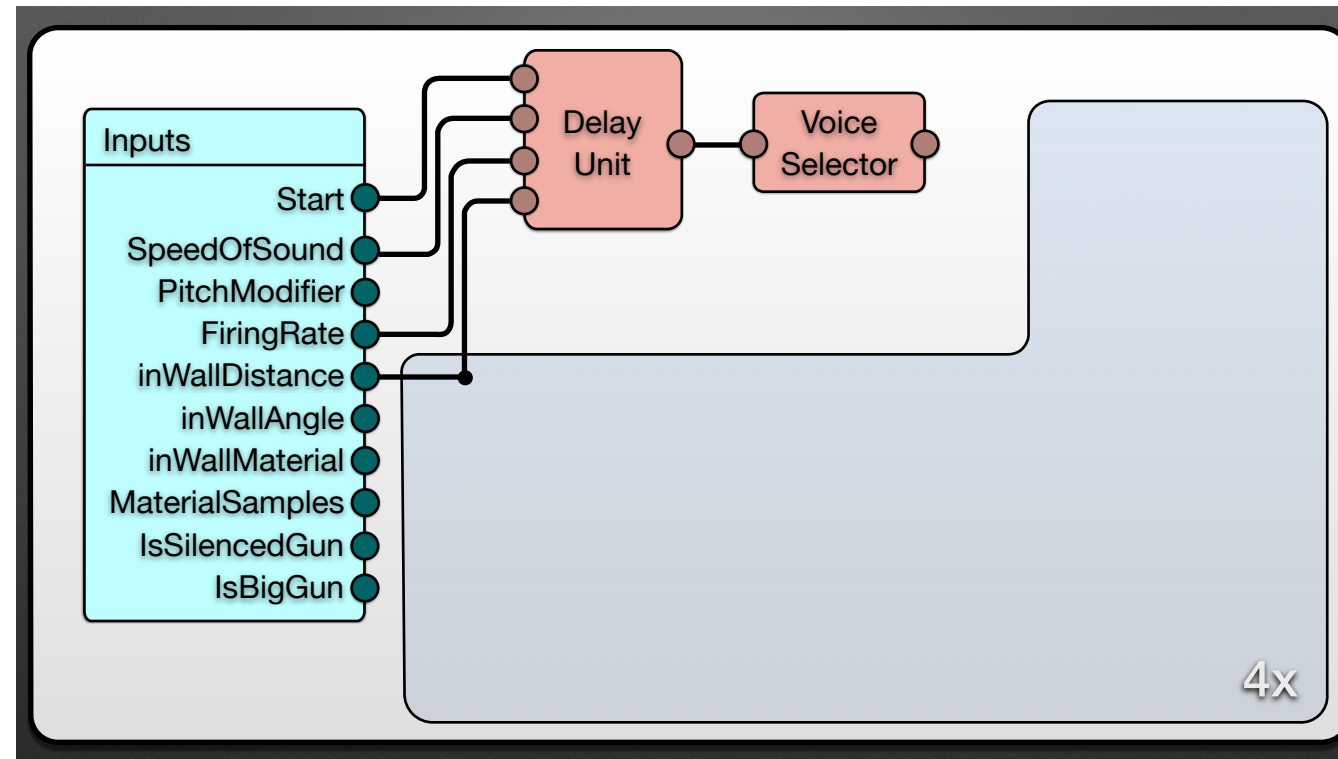 Inputs
Start
SpeedOfSound
PitchModifier
FiringRate
inWallDistance
inWallAngle
inWallMaterial
MaterialSamples
IsSilencedGun
IsBigGun
Delay
Unit
Voice
Selector
4x